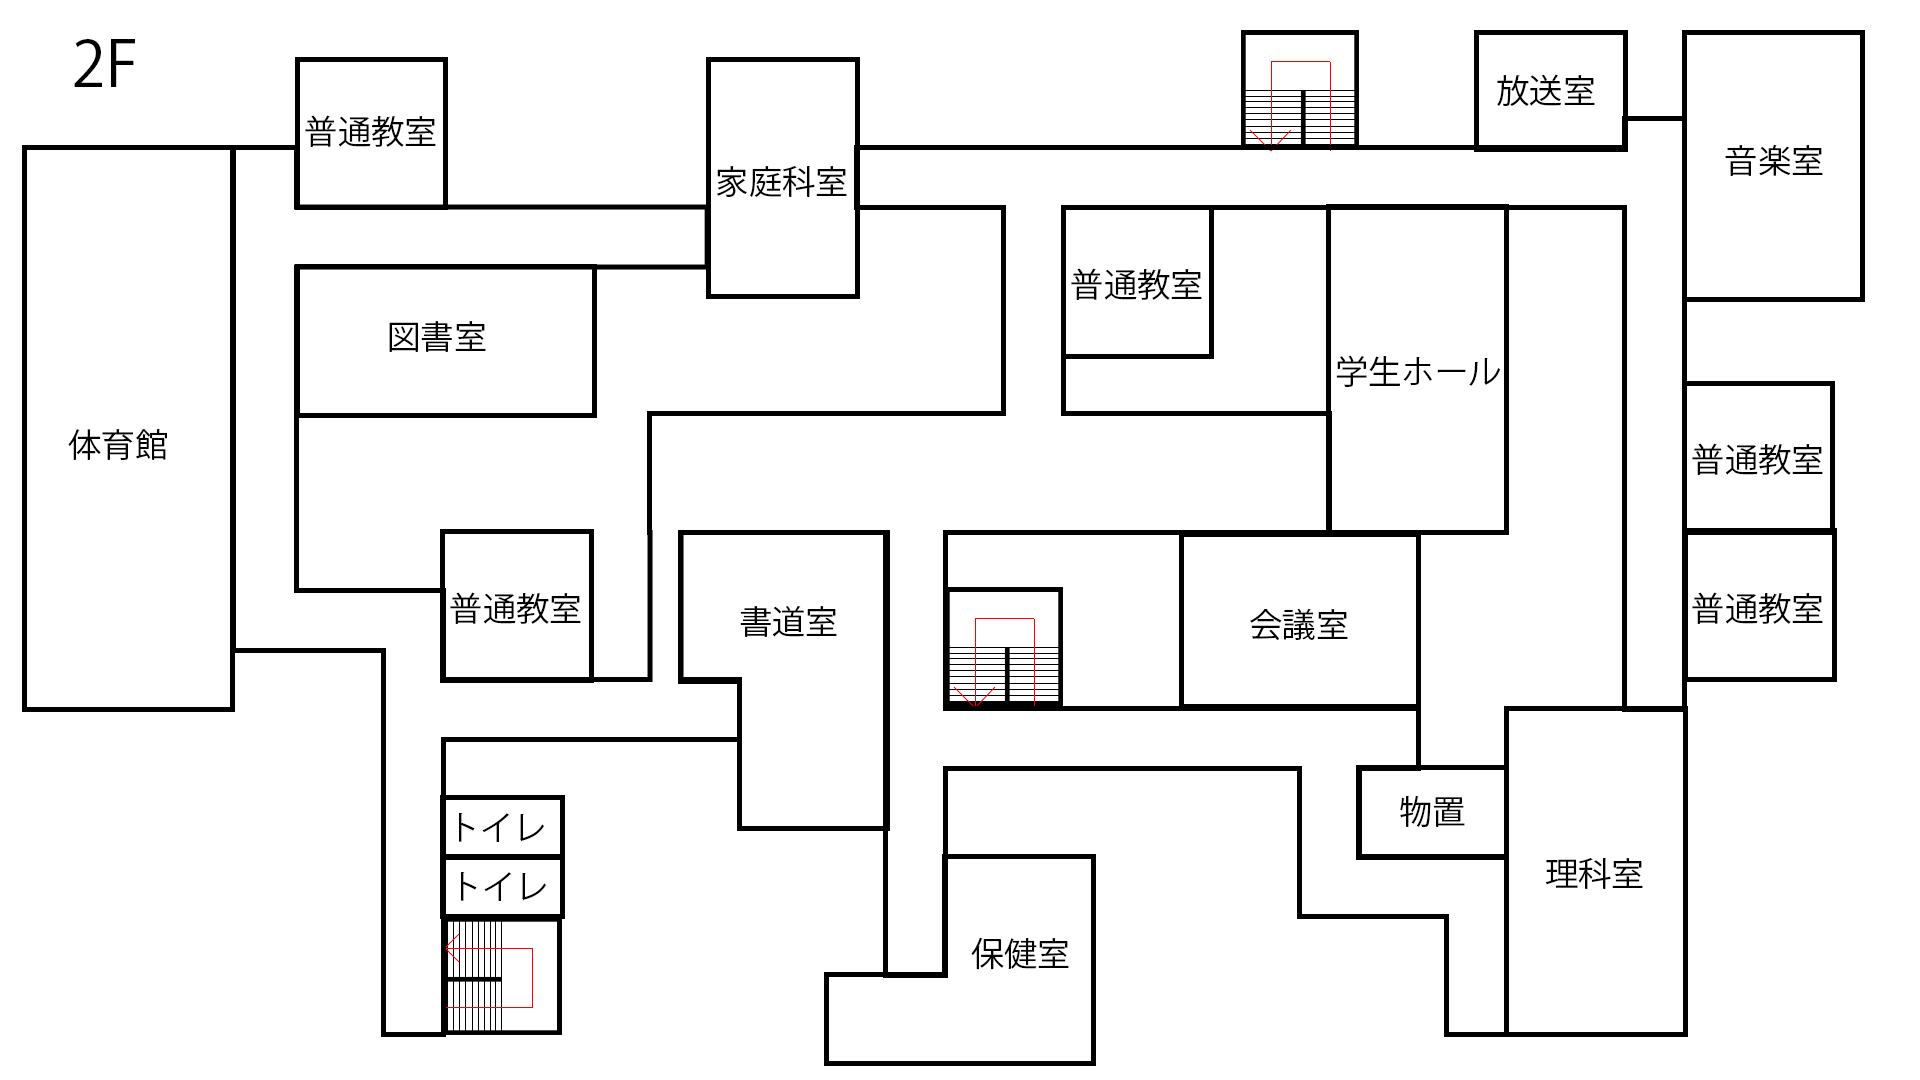 2F
普通教室
家庭科室
放送室
音楽室
普通教室
図書室
学生ホール
体育館
普通教室
普通教室
書道室
会議室
普通教室
トイレ
物置
トイレ
理科室
保健室